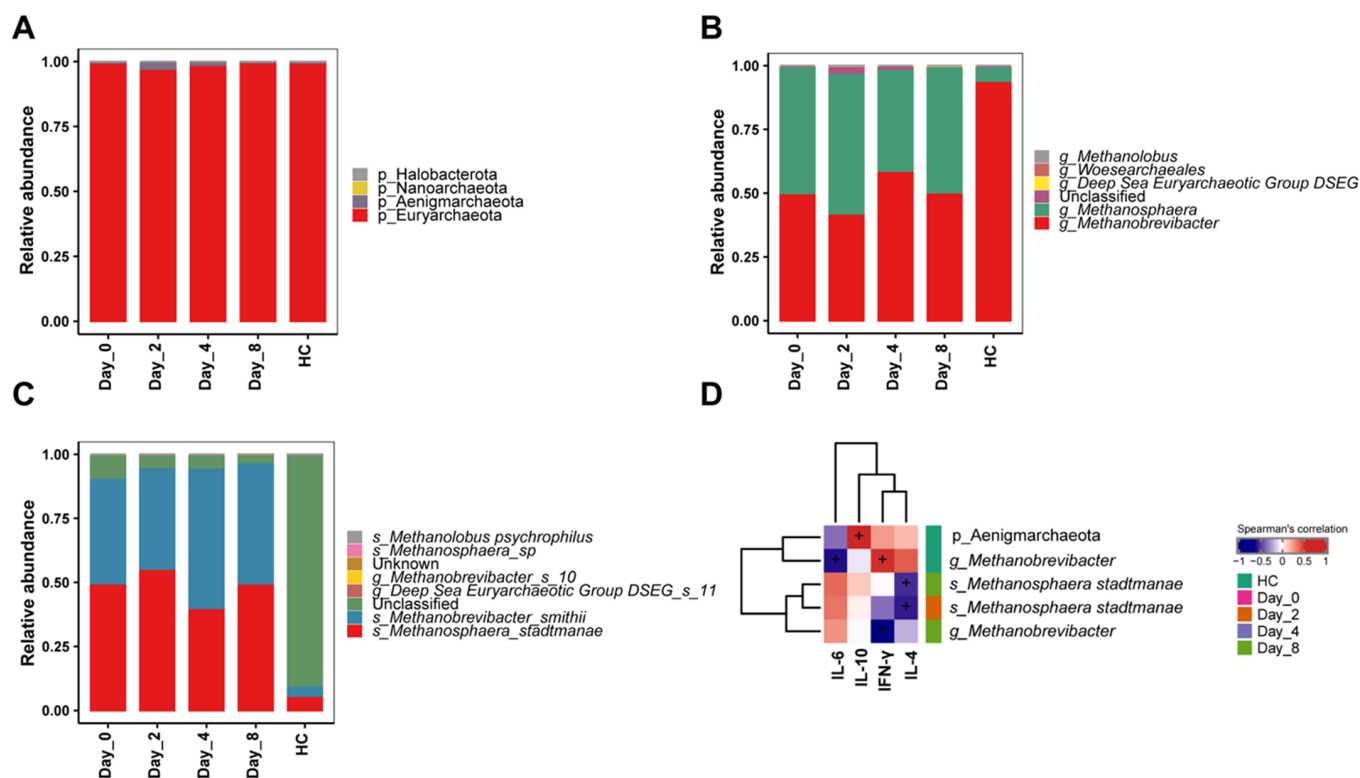 A
Relative abundance
1.00
0.75
0.50
0.25
0.00
Day_0
Day_2
Day_4
Day_8
HC
p_Halobacterota
p_Nanoarchaeota
p_Aenigmarchaeota
p_Euryarchaeota
B
Relative abundance
1.00
0.75
0.50
0.25
0.00
Day_0
Day_2
Day_4
Day_8
HC
g_Methanolobus
g_Woesearchaeales
g_Deep Sea Euryarchaeotic Group DSEG
Unclassified
g_Methanosphaera
g_Methanobrevibacter
C
Relative abundance
1.00
0.75
0.50
0.25
0.00
Day_0
Day_2
Day_4
Day_8
HC
s_Methanolobus psychrophilus
s_Methanosphaera_sp
Unknown
g_Methanobrevibacter_s_10
g_Deep Sea Euryarchaeotic Group DSEG_s_11
Unclassified
s_Methanobrevibacter_smithii
s_Methanosphaera_stadtmanae
D
+
p_Aenigmarchaeota
+ +
g_Methanobrevibacter
+
s_Methanosphaera stadtmanae
+
s_Methanosphaera stadtmanae
+
g_Methanobrevibacter
IL-6
IL-10
IFN-γ
IL-4
Spearman's correlation
−1 −0.5 0 0.5 1
HC
Day_0
Day_2
Day_4
Day_8